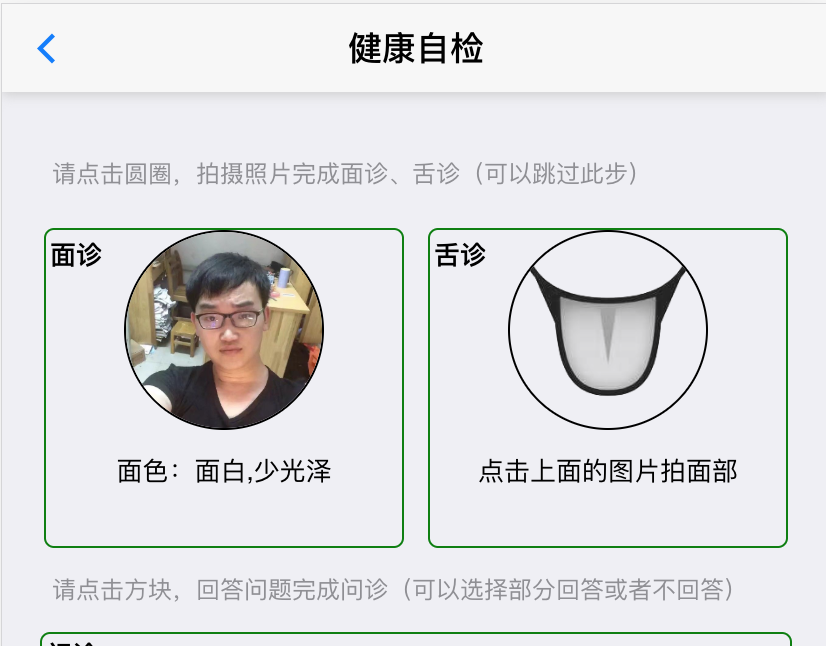 健康自检
请点击圆圈，拍摄照片完成面诊、舌诊（可以跳过此步）
面诊
舌诊
面色：面白,少光泽
点击上面的图片拍面部
请点击方块，回答问题完成问诊（可以选择部分回答或者不回答）